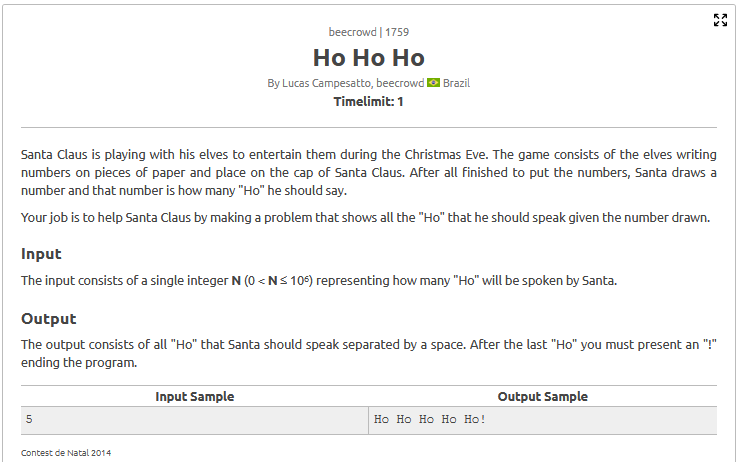 beecrowd | 1759
Ho Ho Ho
By Lucas Campesatto, beecrowd Brazil
Timelimit: 1
Santa Claus is playing with his elves to entertain them during the Christmas Eve. The game consists of the elves writing
numbers on pieces of paper and place on the cap of Santa Claus. After all finished to put the numbers, Santa draws a
number and that number is how many "Ho" he should say.
Your job is to help Santa Claus by making a problem that shows all the "Ho" that he should speak given the number drawn.
Input
The input consists of a single integer N (0 < N ≤ 10⁶) representing how many "Ho" will be spoken by Santa.
Output
The output consists of all "Ho" that Santa should speak separated by a space. After the last "Ho" you must present an "!"
ending the program.
Input Sample Output Sample
5 Ho Ho Ho Ho Ho!
Contest de Natal 2014